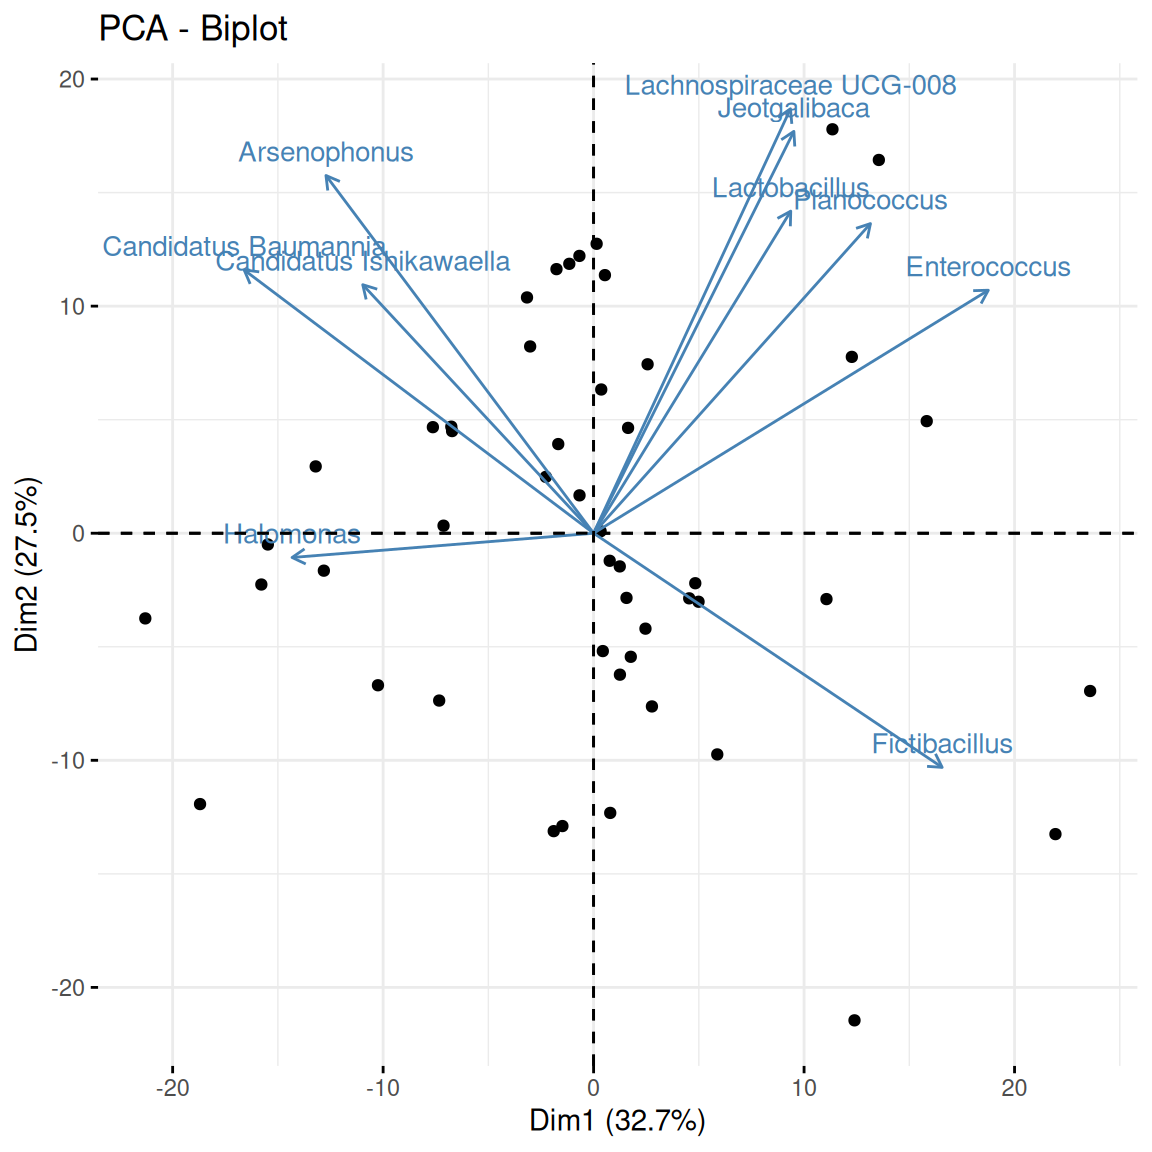 PCA - Biplot
20
10
0
-10
-20
Dim2 (27.5%)
Lachnospiraceae UCG-008
Jeotgalibaca
Arsenophonus
Lactobacillus
Planococcus
Candidatus Baumannia
Candidatus Ishikawaella
Enterococcus
Halomonas
Fictibacillus
-20 -10 0 10 20
Dim1 (32.7%)